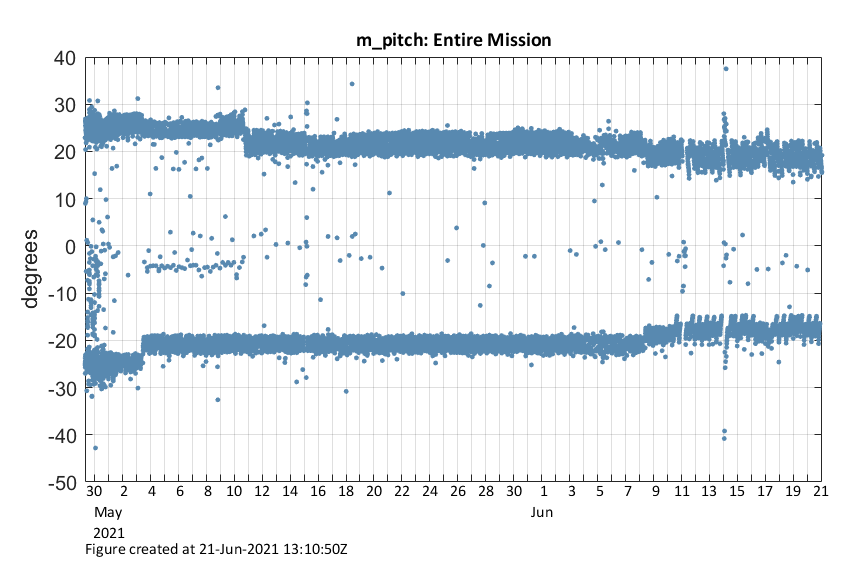 m_pitch: Entire Mission
40
30
20
10
0
-10
-20
-30
-40
-50
degrees
30 2 4 6 8 10 12 14 16 18 20 22 24 26 28 30 1 3 5 7 9 11 13 15 17 19 21
May Jun
2021
Figure created at 21-Jun-2021 13:10:50Z